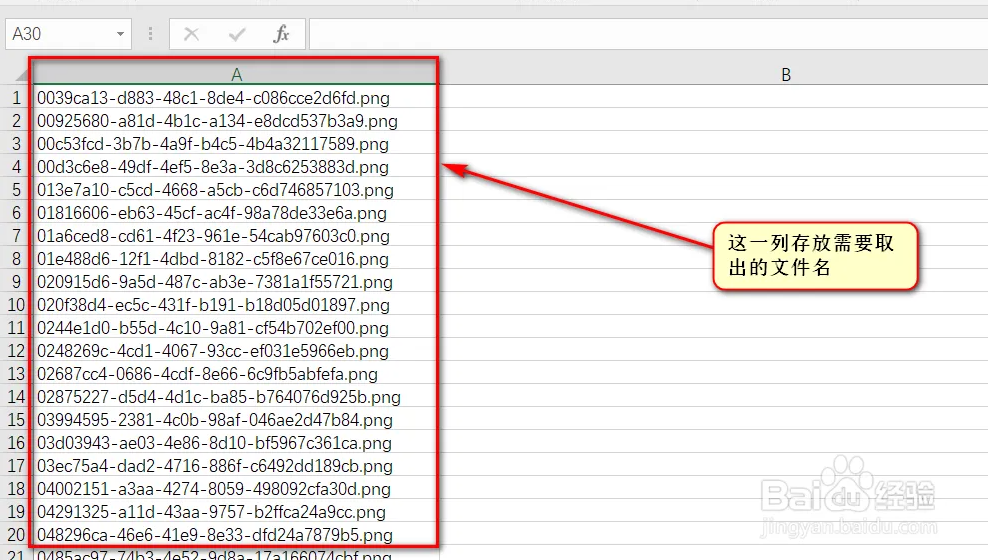 A30
fx
A B
1 0039ca13-d883-48c1-8de4-c086cce2d6fd.png
2 00925680-a81d-4b1c-a134-e8dcd537b3a9.png
3 00c53fcd-3b7b-4a9f-b4c5-4b4a32117589.png
4 00d3c6e8-49df-4ef5-8e3a-3d8c6253883d.png
5 013e7a10-c5cd-4668-a5cb-c6d746857103.png
6 01816606-eb63-45cf-ac4f-98a78de33e6a.png
7 01a6ced8-cd61-4f23-961e-54cab97603c0.png
8 01e488d6-12f1-4dbd-8182-c5f8e67ce016.png
9 020915d6-9a5d-487c-ab3e-7381a1f55721.png
10 020f38d4-ec5c-431f-b191-b18d05d01897.png
11 0244e1d0-b55d-4c10-9a81-cf54b702ef00.png
12 0248269c-4cd1-4067-93cc-ef031e5966eb.png
13 02687cc4-0686-4cdf-8e66-6c9fb5abfefa.png
14 02875227-d5d4-4d1c-ba85-b764076d925b.png
15 03994595-2381-4c0b-98af-046ae2d47b84.png
16 03d03943-ae03-4e86-8d10-bf5967c361ca.png
17 03ec75a4-dad2-4716-886f-c6492dd189cb.png
18 04002151-a3aa-4274-8059-498092cfa30d.png
19 04291325-a11d-43aa-9757-b2ffca24a9cc.png
20 048296ca-46e6-41e9-8e33-dfd24a7879b5.png
21 0485ac97-74b3-4e52-9d8a-17a166074cbf.png
这一列存放需要取
出的文件名
Baidu 经验
jingyan.baidu.com